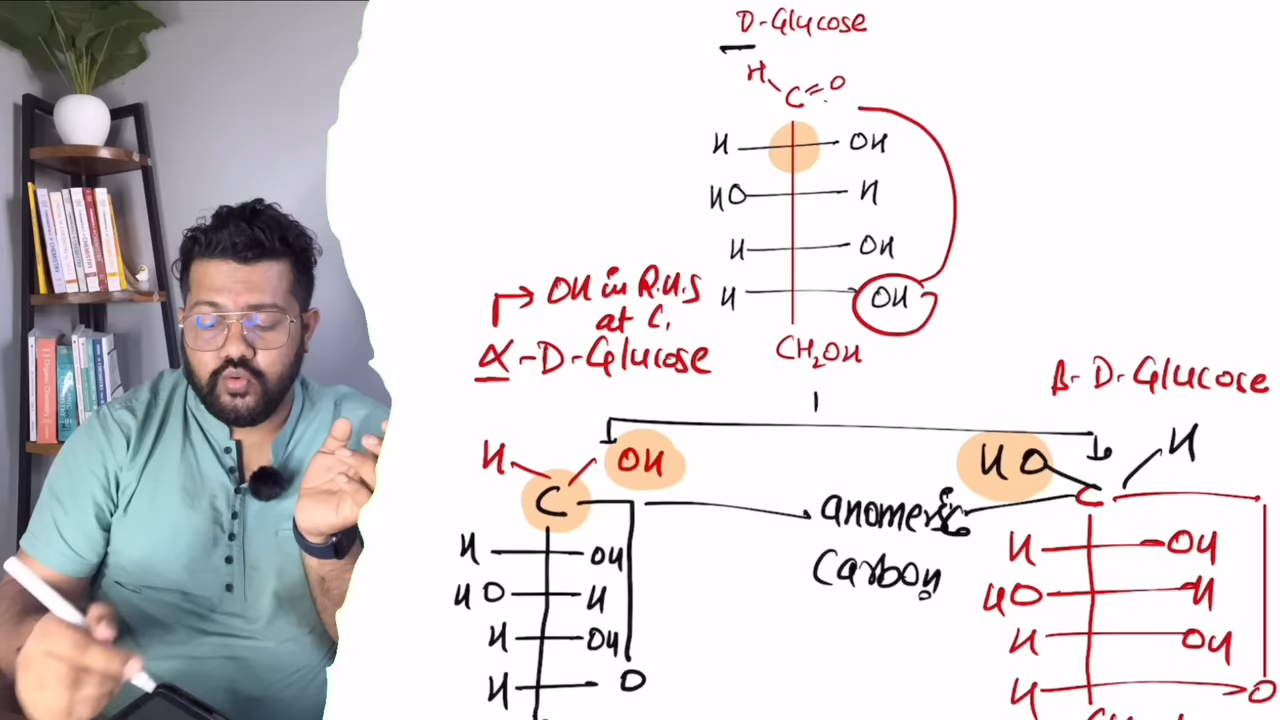 D-Glucose
H C=O
H OH
HO H
H OH
H OH
CH₂OH
OH in R.H.S
at C₁
α-D-Glucose
β-D-Glucose
H OH
C
HO H
C
anomeric
carbon
H OH
HO H
H OH
H O
H OH
HO H
H OH
H O